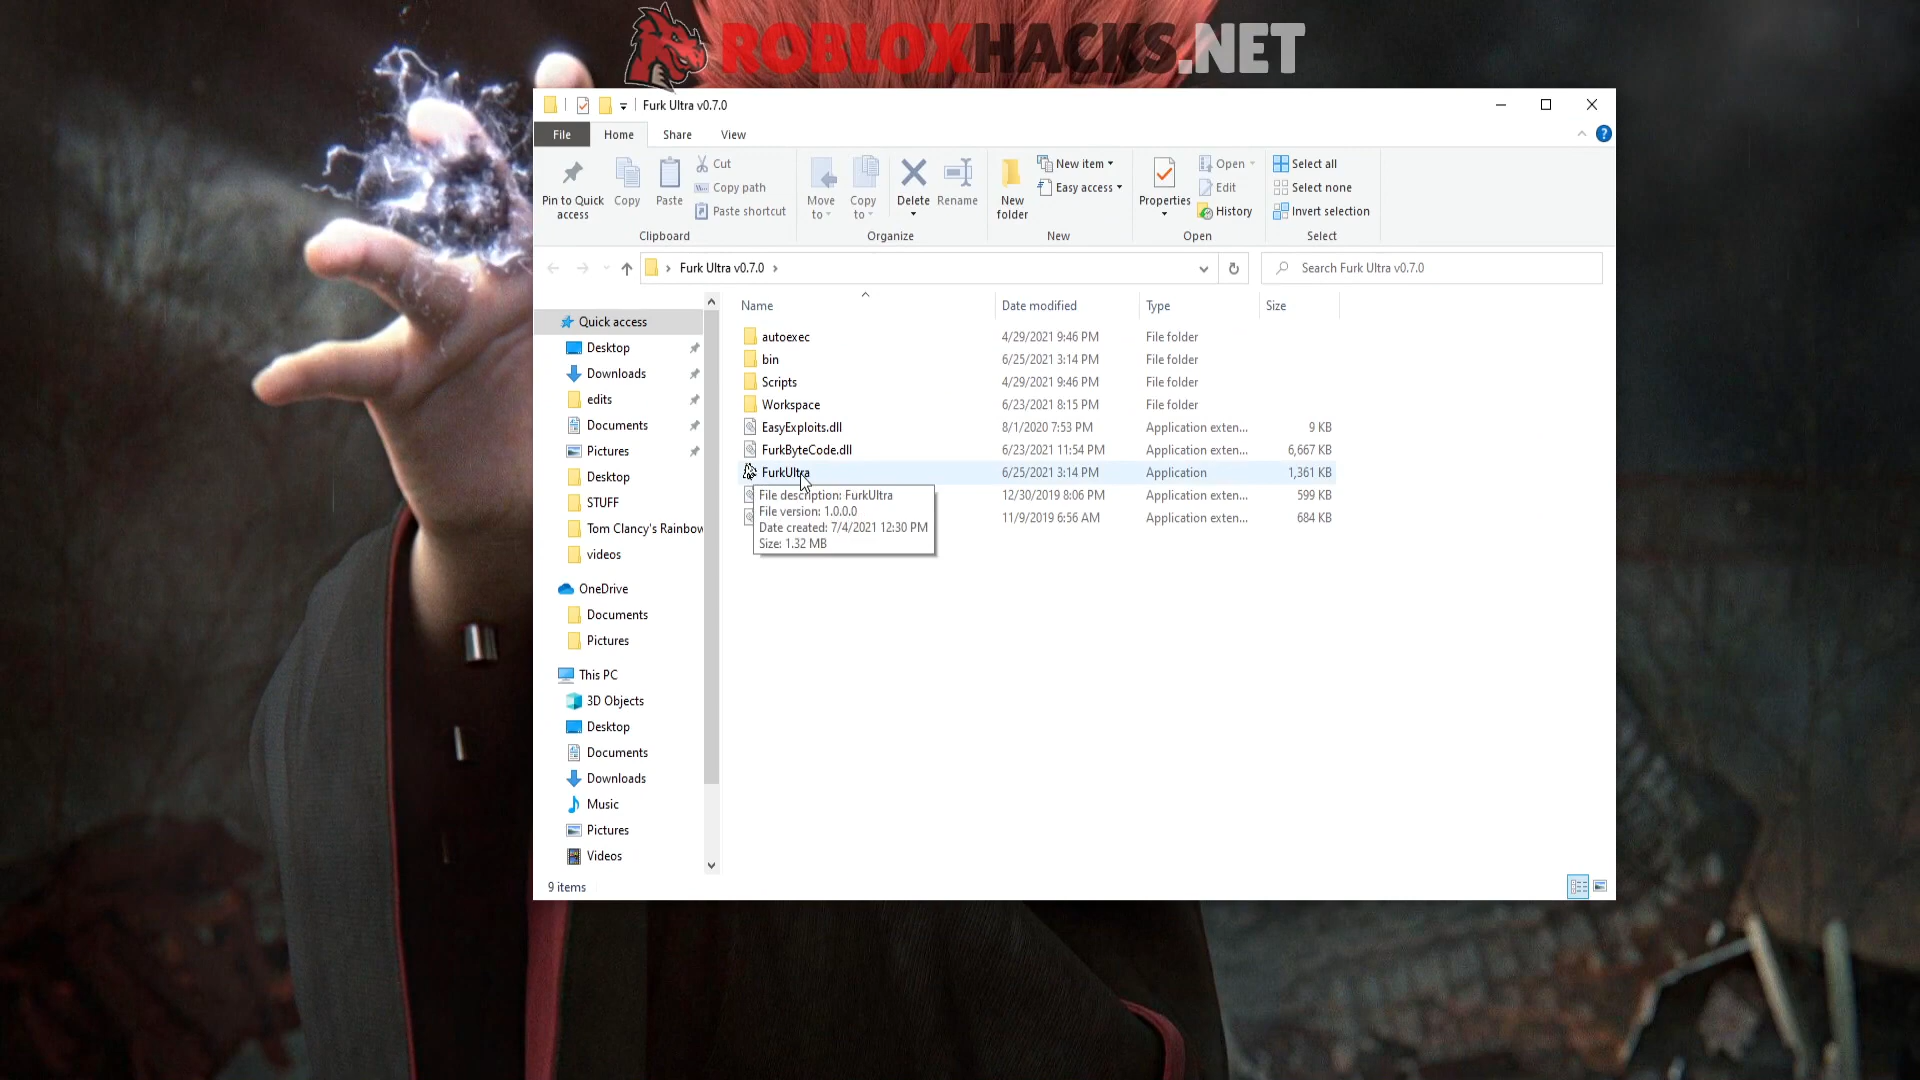 ROBLOXHACKS.NET
Furk Ultra v0.7.0
File
Home
Share
View
Pin to Quick access
Copy
Paste
Cut
Copy path
Paste shortcut
Clipboard
Move to
Copy to
Delete
Rename
Organize
New folder
New item
Easy access
New
Properties
Open
Edit
History
Open
Select all
Select none
Invert selection
Select
Furk Ultra v0.7.0
Search Furk Ultra v0.7.0
Quick access
Desktop
Downloads
edits
Documents
Pictures
Desktop
STUFF
Tom Clancy's Rainbow
videos
OneDrive
Documents
Pictures
This PC
3D Objects
Desktop
Documents
Downloads
Music
Pictures
Videos
Name Date modified Type Size
autoexec 4/29/2021 9:46 PM File folder
bin 6/25/2021 3:14 PM File folder
Scripts 4/29/2021 9:46 PM File folder
Workspace 6/23/2021 8:15 PM File folder
EasyExploits.dll 8/1/2020 7:53 PM Application exten... 9 KB
FurkByteCode.dll 6/23/2021 11:54 PM Application exten... 6,667 KB
FurkUltra 6/25/2021 3:14 PM Application 1,361 KB
12/30/2019 8:06 PM Application exten... 599 KB
11/9/2019 6:56 AM Application exten... 684 KB
File description: FurkUltra
File version: 1.0.0.0
Date created: 7/4/2021 12:30 PM
Size: 1.32 MB
9 items